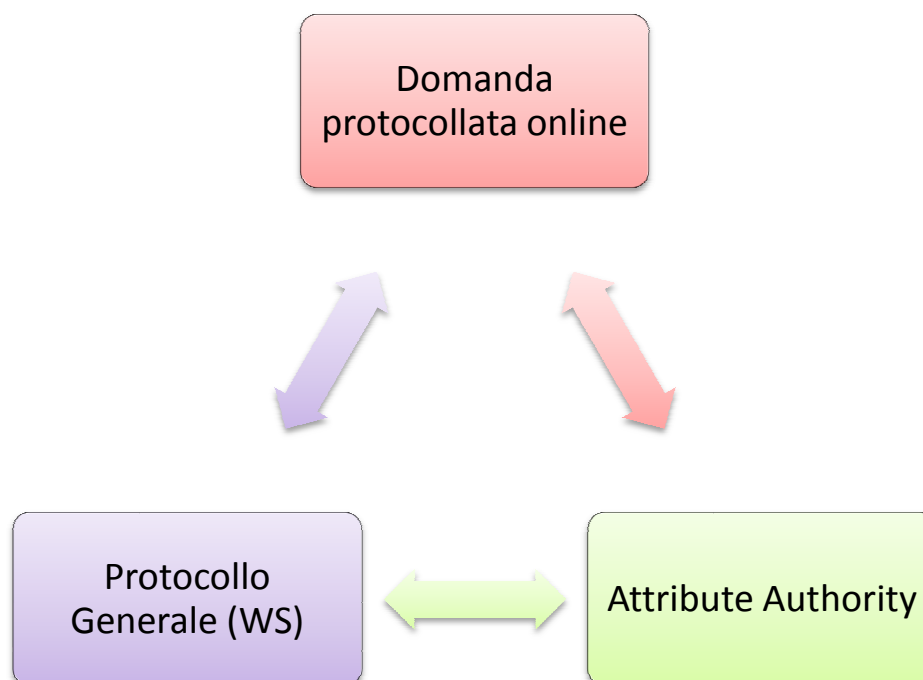 Domanda
protocollata online
Protocollo
Generale (WS)
Attribute Authority